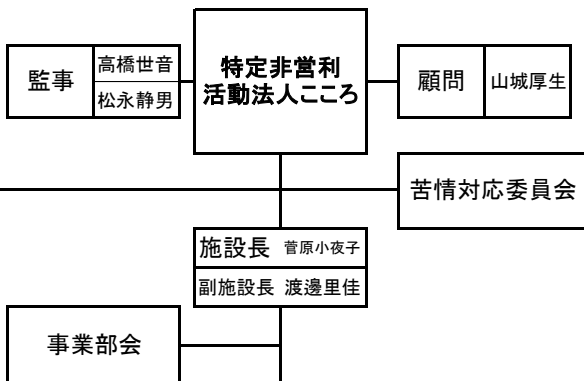 監事
高橋世音
松永静男
特定非営利
活動法人こころ
顧問
山城厚生
苦情対応委員会
施設長 菅原小夜子
副施設長 渡邊里佳
事業部会